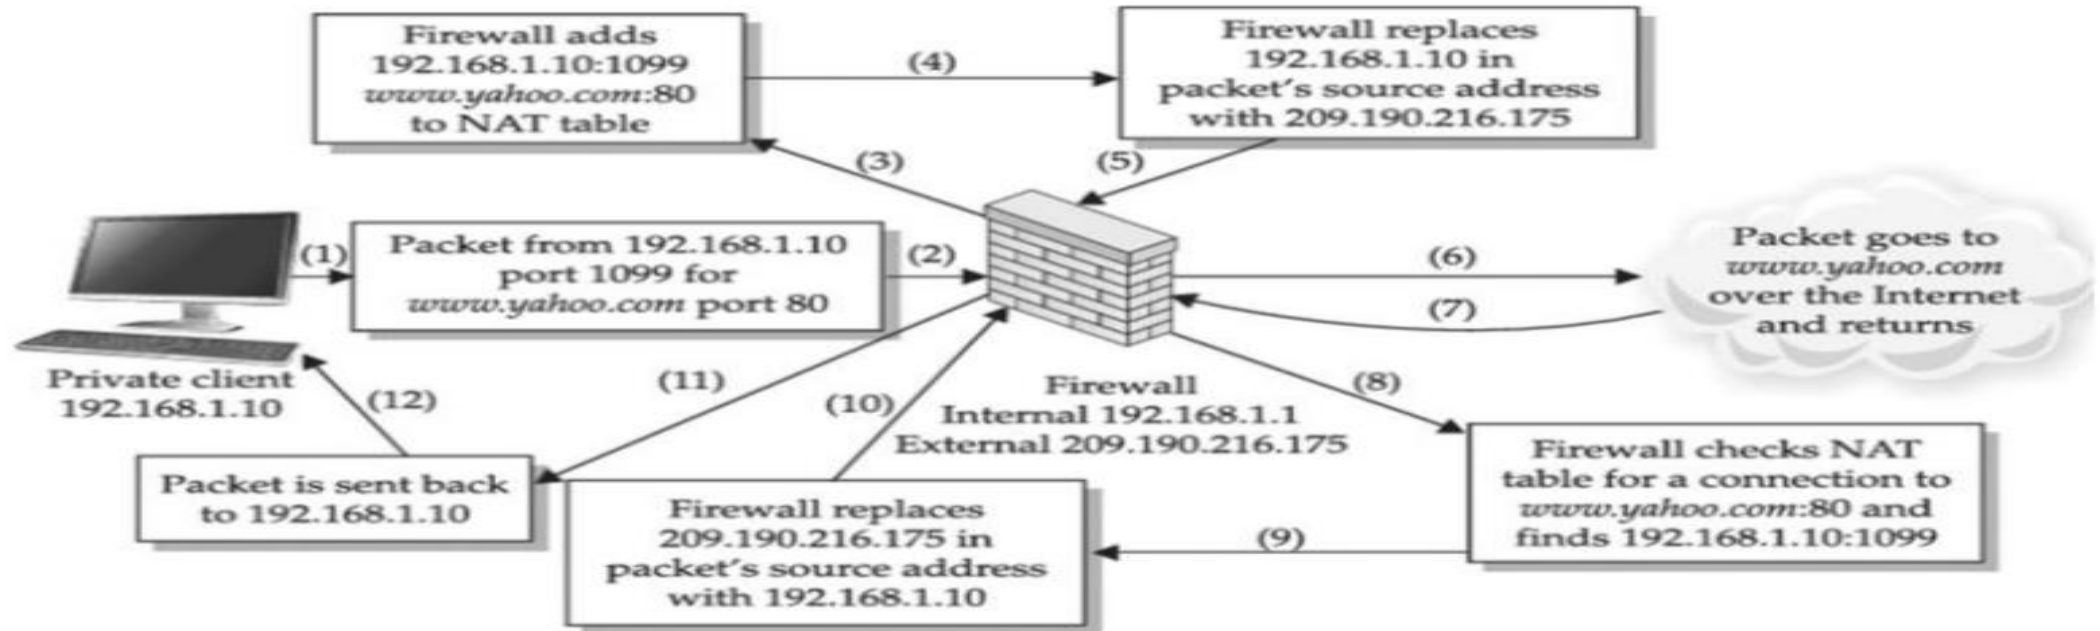 Firewall adds
192.168.1.10:1099
www.yahoo.com:80
to NAT table
(4)
Firewall replaces
192.168.1.10 in
packet's source address
with 209.190.216.175
(3)
(5)
(1)
Packet from 192.168.1.10
port 1099 for
www.yahoo.com port 80
(2)
(6)
(7)
Packet goes to
www.yahoo.com
over the Internet
and returns
Private client
192.168.1.10
(12)
(11)
(10)
Firewall
Internal 192.168.1.1
External 209.190.216.175
(8)
Packet is sent back
to 192.168.1.10
Firewall replaces
209.190.216.175 in
packet's source address
with 192.168.1.10
(9)
Firewall checks NAT
table for a connection to
www.yahoo.com:80 and
finds 192.168.1.10:1099